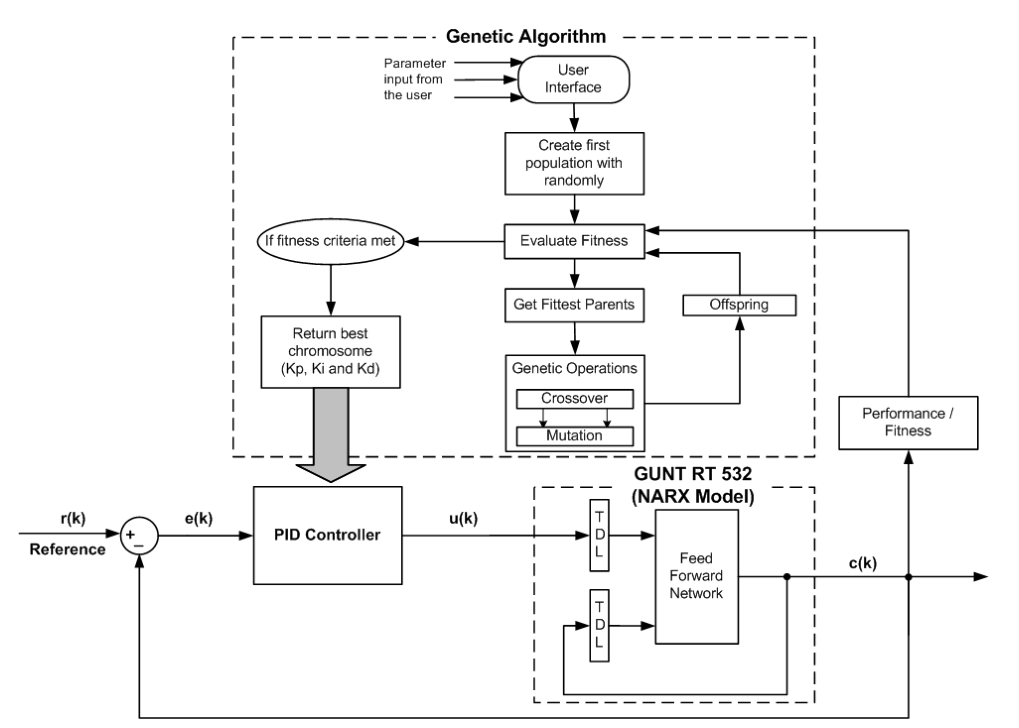 Genetic Algorithm
Parameter
input from
the user
User
Interface
Create first
population with
randomly
If fitness criteria met
Evaluate Fitness
Get Fittest Parents
Offspring
Return best
chromosome
(Kp, Ki and Kd)
Genetic Operations
Crossover
Mutation
Performance /
Fitness
GUNT RT 532
(NARX Model)
r(k)
Reference
+
–
e(k)
PID Controller
u(k)
T
D
L
T
D
L
Feed
Forward
Network
c(k)